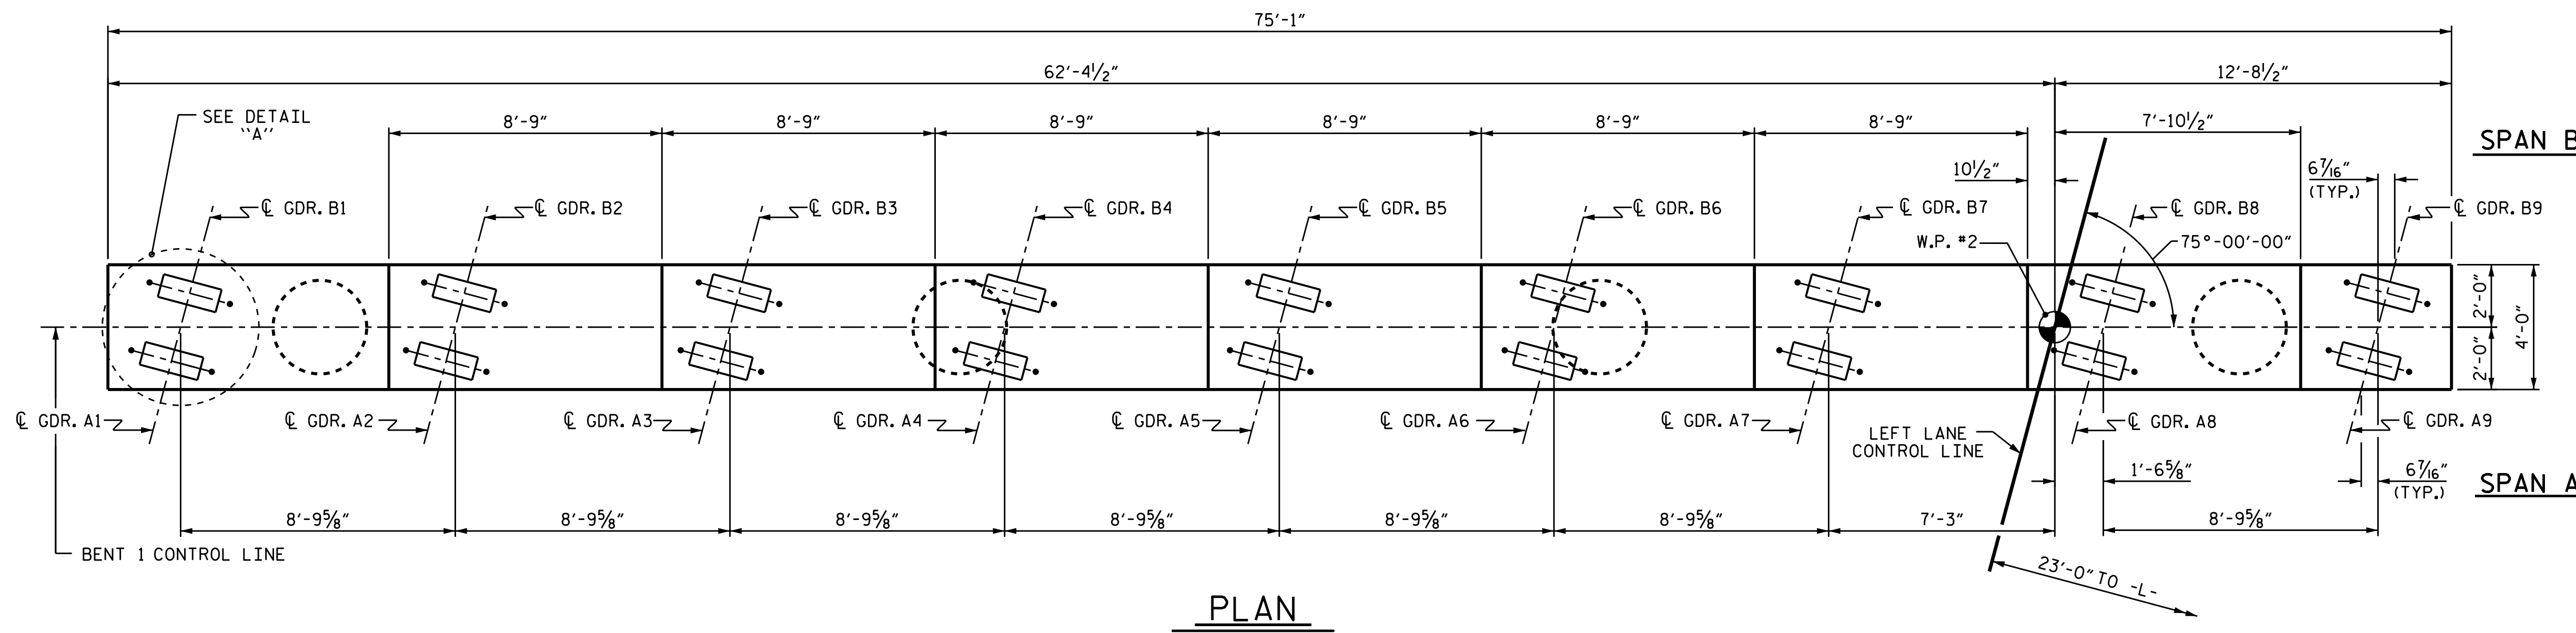 75'-1"
62'-4½"
12'-8½"
SEE DETAIL
"A"
8'-9"
8'-9"
8'-9"
8'-9"
8'-9"
8'-9"
7'-10½"
SPAN B
10½"
6 7/16"
(TYP.)
℄ GDR. B1
℄ GDR. B2
℄ GDR. B3
℄ GDR. B4
℄ GDR. B5
℄ GDR. B6
℄ GDR. B7
℄ GDR. B8
℄ GDR. B9
W.P. #2
75°-00'-00"
2'-0"
2'-0"
4'-0"
℄ GDR. A1
℄ GDR. A2
℄ GDR. A3
℄ GDR. A4
℄ GDR. A5
℄ GDR. A6
℄ GDR. A7
℄ GDR. A8
℄ GDR. A9
LEFT LANE
CONTROL LINE
1'-6⅝"
6 7/16"
(TYP.)
SPAN A
8'-9⅝"
8'-9⅝"
8'-9⅝"
8'-9⅝"
8'-9⅝"
8'-9⅝"
7'-3"
8'-9⅝"
BENT 1 CONTROL LINE
23'-0" TO -L-
PLAN